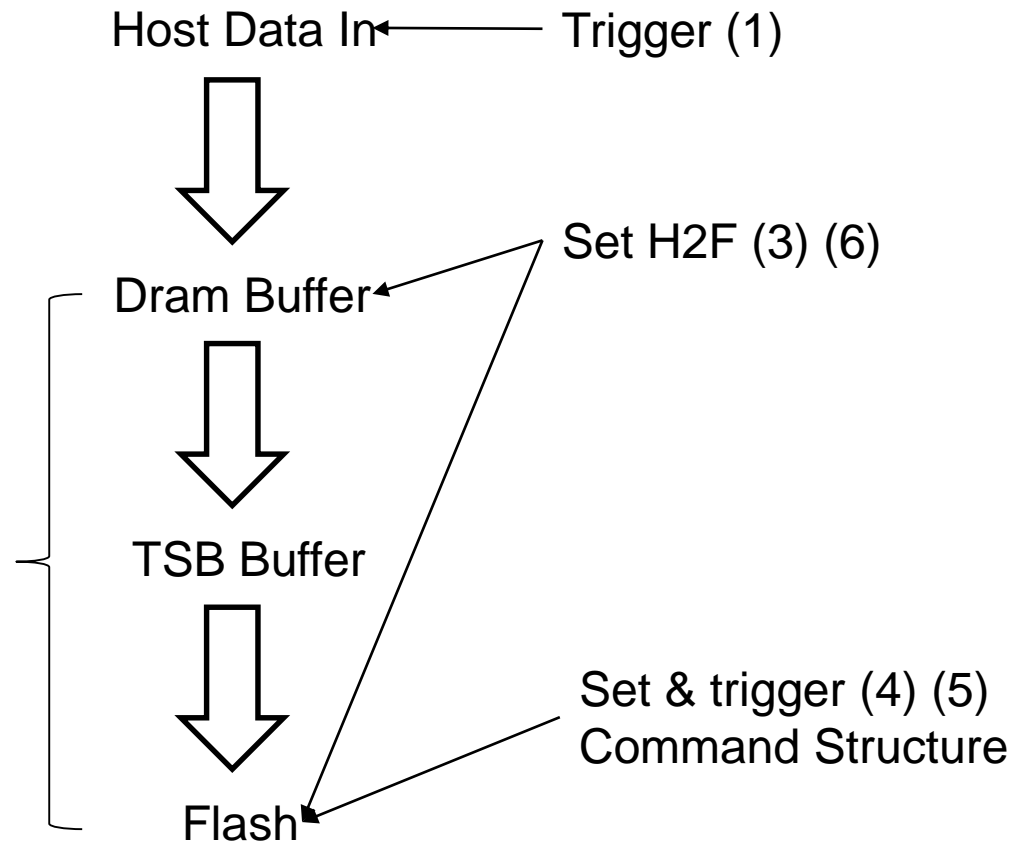 Host Data In
Trigger (1)
Set H2F (3) (6)
Dram Buffer
TSB Buffer
Set & trigger (4) (5)
Command Structure
Flash